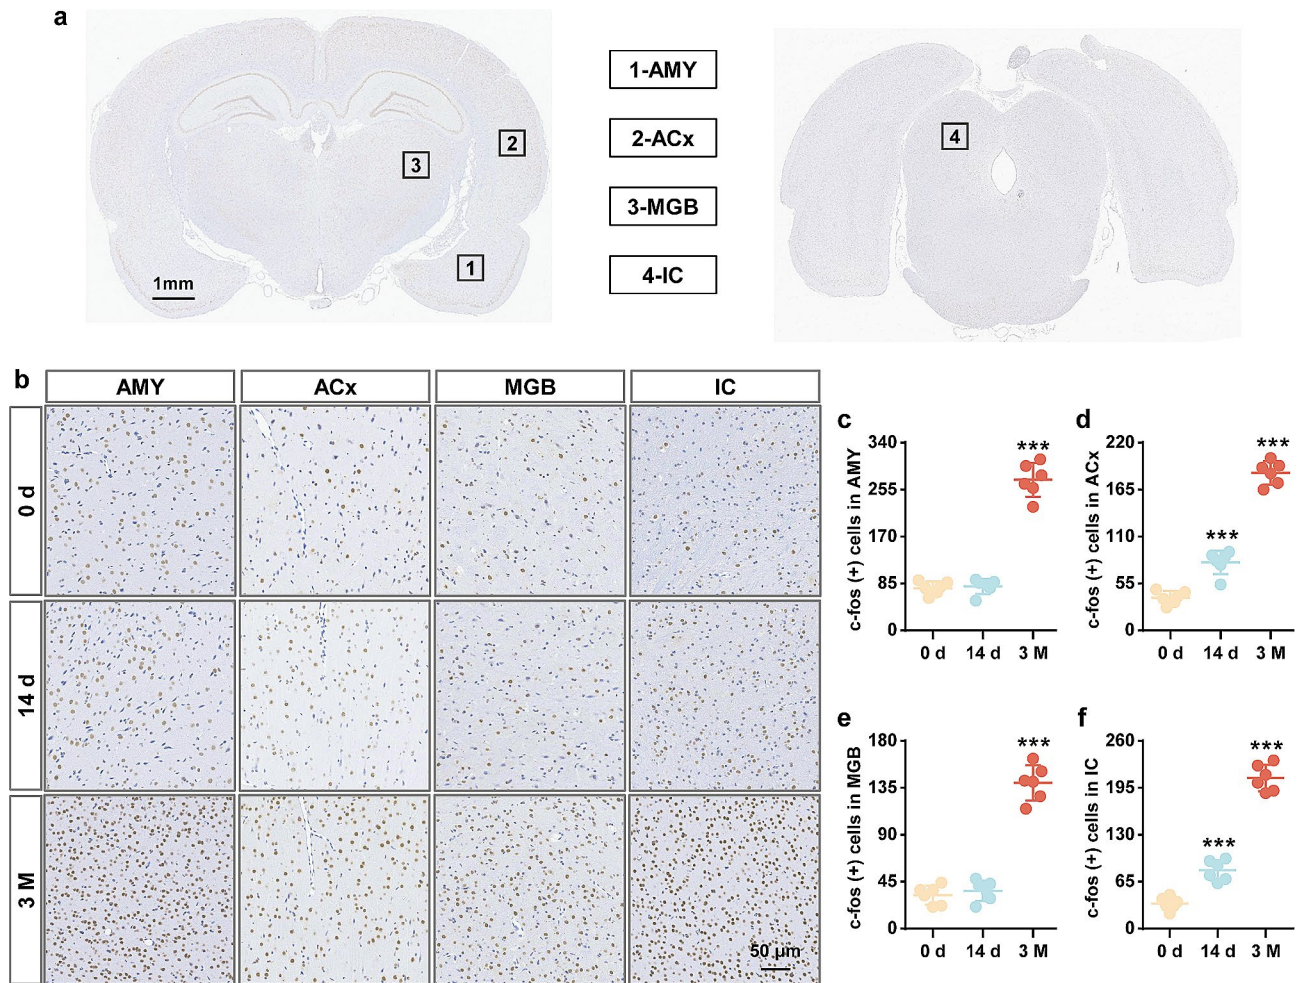 a
1-AMY
2-ACx
3-MGB
4-IC
2
3
1
1mm
4
b
AMY ACx MGB IC
0 d
14 d
3 M
50 µm
c
c-fos (+) cells in AMY
340
255
170
85
0
***
0 d 14 d 3 M
d
c-fos (+) cells in ACx
220
165
110
55
0
***
***
0 d 14 d 3 M
e
c-fos (+) cells in MGB
180
135
90
45
0
***
0 d 14 d 3 M
f
c-fos (+) cells in IC
260
195
130
65
0
***
***
0 d 14 d 3 M